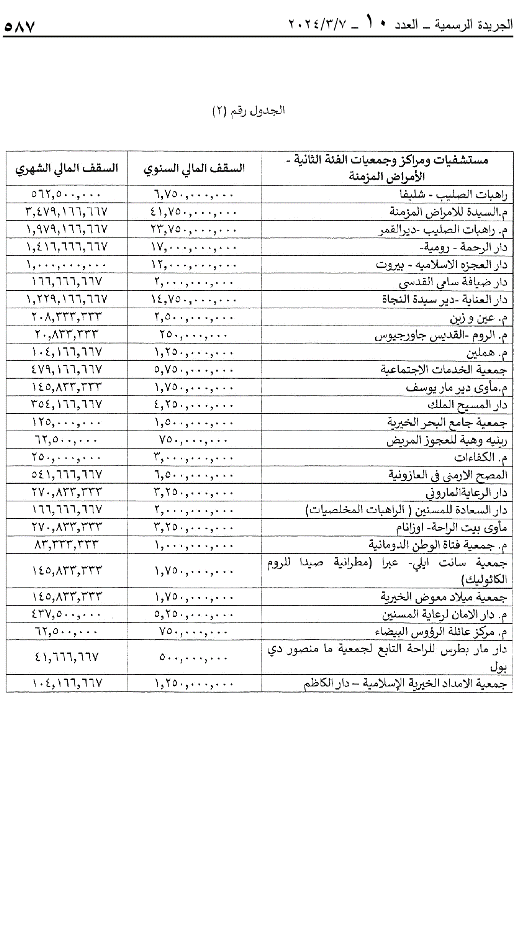 الجريدة الرسمية – العدد ١٠ – ٢٠٢٤/٣/٧ ٥٨٧
الجدول رقم (٢)
مستشفيات ومراكز وجمعيات الفئة الثانية - الأمراض المزمنة السقف المالي السنوي السقف المالي الشهري
راهبات الصليب - شليفا ٦,٧٥٠,٠٠٠,٠٠٠ ٥٦٢,٥٠٠,٠٠٠
م.السيدة للامراض المزمنة ٤١,٧٥٠,٠٠٠,٠٠٠ ٣,٤٧٩,١٦٦,٦٦٧
م. راهبات الصليب -ديرالقمر ٢٣,٧٥٠,٠٠٠,٠٠٠ ١,٩٧٩,١٦٦,٦٦٧
دار الرحمة - رومية- ١٧,٠٠٠,٠٠٠,٠٠٠ ١,٤١٦,٦٦٦,٦٦٧
دار العجزه الاسلاميه - بيروت ١٢,٠٠٠,٠٠٠,٠٠٠ ١,٠٠٠,٠٠٠,٠٠٠
دار ضيافة سامي القدسي ٢,٠٠٠,٠٠٠,٠٠٠ ١٦٦,٦٦٦,٦٦٧
دار العناية -دير سيدة النجاة ١٤,٧٥٠,٠٠٠,٠٠٠ ١,٢٢٩,١٦٦,٦٦٧
م. عين و زين ٢,٥٠٠,٠٠٠,٠٠٠ ٢٠٨,٣٣٣,٣٣٣
م. الروم -القديس جاورجيوس ٢٥٠,٠٠٠,٠٠٠ ٢٠,٨٣٣,٣٣٣
م. هملين ١,٢٥٠,٠٠٠,٠٠٠ ١٠٤,١٦٦,٦٦٧
جمعية الخدمات الاجتماعية ٥,٧٥٠,٠٠٠,٠٠٠ ٤٧٩,١٦٦,٦٦٧
م.مأوى دير مار يوسف ١,٧٥٠,٠٠٠,٠٠٠ ١٤٥,٨٣٣,٣٣٣
دار المسيح الملك ٤,٢٥٠,٠٠٠,٠٠٠ ٣٥٤,١٦٦,٦٦٧
جمعية جامع البحر الخيرية ١,٥٠٠,٠٠٠,٠٠٠ ١٢٥,٠٠٠,٠٠٠
رينيه وهبة للعجوز المريض ٧٥٠,٠٠٠,٠٠٠ ٦٢,٥٠٠,٠٠٠
م. الكفاءات ٣,٠٠٠,٠٠٠,٠٠٠ ٢٥٠,٠٠٠,٠٠٠
المصح الارمني في العازونية ٦,٥٠٠,٠٠٠,٠٠٠ ٥٤١,٦٦٦,٦٦٧
دار الرعايةالماروني ٣,٢٥٠,٠٠٠,٠٠٠ ٢٧٠,٨٣٣,٣٣٣
دار السعادة للمسنين ( الراهبات المخلصيات) ٢,٠٠٠,٠٠٠,٠٠٠ ١٦٦,٦٦٦,٦٦٧
مأوى بيت الراحة- اوزانام ٣,٢٥٠,٠٠٠,٠٠٠ ٢٧٠,٨٣٣,٣٣٣
م. جمعية فتاة الوطن الدومانية ١,٠٠٠,٠٠٠,٠٠٠ ٨٣,٣٣٣,٣٣٣
جمعية سانت ايلي- عبرا (مطرانية صيدا للروم الكاثوليك) ١,٧٥٠,٠٠٠,٠٠٠ ١٤٥,٨٣٣,٣٣٣
جمعية ميلاد معوض الخيرية ١,٧٥٠,٠٠٠,٠٠٠ ١٤٥,٨٣٣,٣٣٣
م. دار الامان لرعاية المسنين ٥,٢٥٠,٠٠٠,٠٠٠ ٤٣٧,٥٠٠,٠٠٠
م. مركز عائلة الرؤوس البيضاء ٧٥٠,٠٠٠,٠٠٠ ٦٢,٥٠٠,٠٠٠
دار مار بطرس للراحة التابع لجمعية ما منصور دي بول ٥٠٠,٠٠٠,٠٠٠ ٤١,٦٦٦,٦٦٧
جمعية الامداد الخيرية الإسلامية – دار الكاظم ١,٢٥٠,٠٠٠,٠٠٠ ١٠٤,١٦٦,٦٦٧